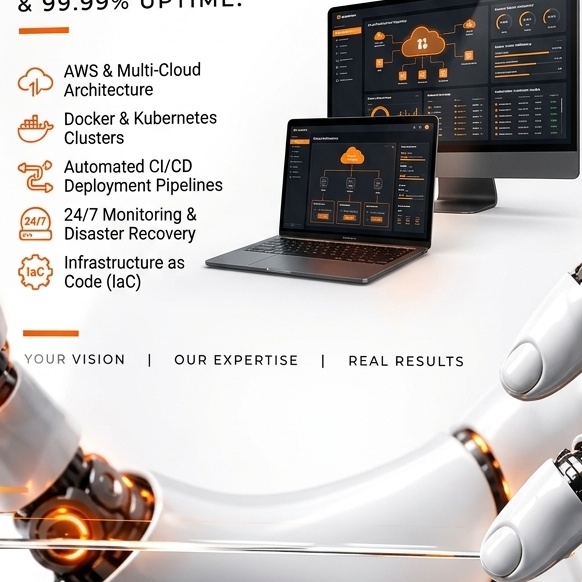 & 99.99% UPTIME.
AWS & Multi-Cloud
Architecture
Docker & Kubernetes
Clusters
Automated CI/CD
Deployment Pipelines
24/7
24/7 Monitoring &
Disaster Recovery
IaC
Infrastructure as
Code (IaC)
YOUR VISION | OUR EXPERTISE | REAL RESULTS